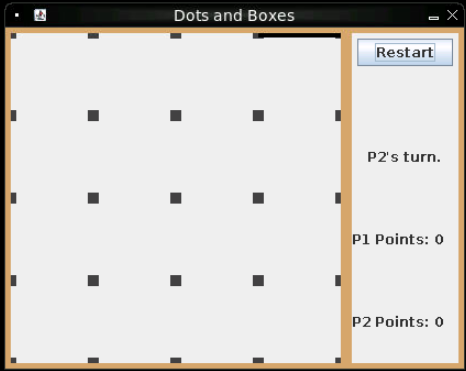 Dots and Boxes
Restart
P2's turn.
P1 Points: 0
P2 Points: 0